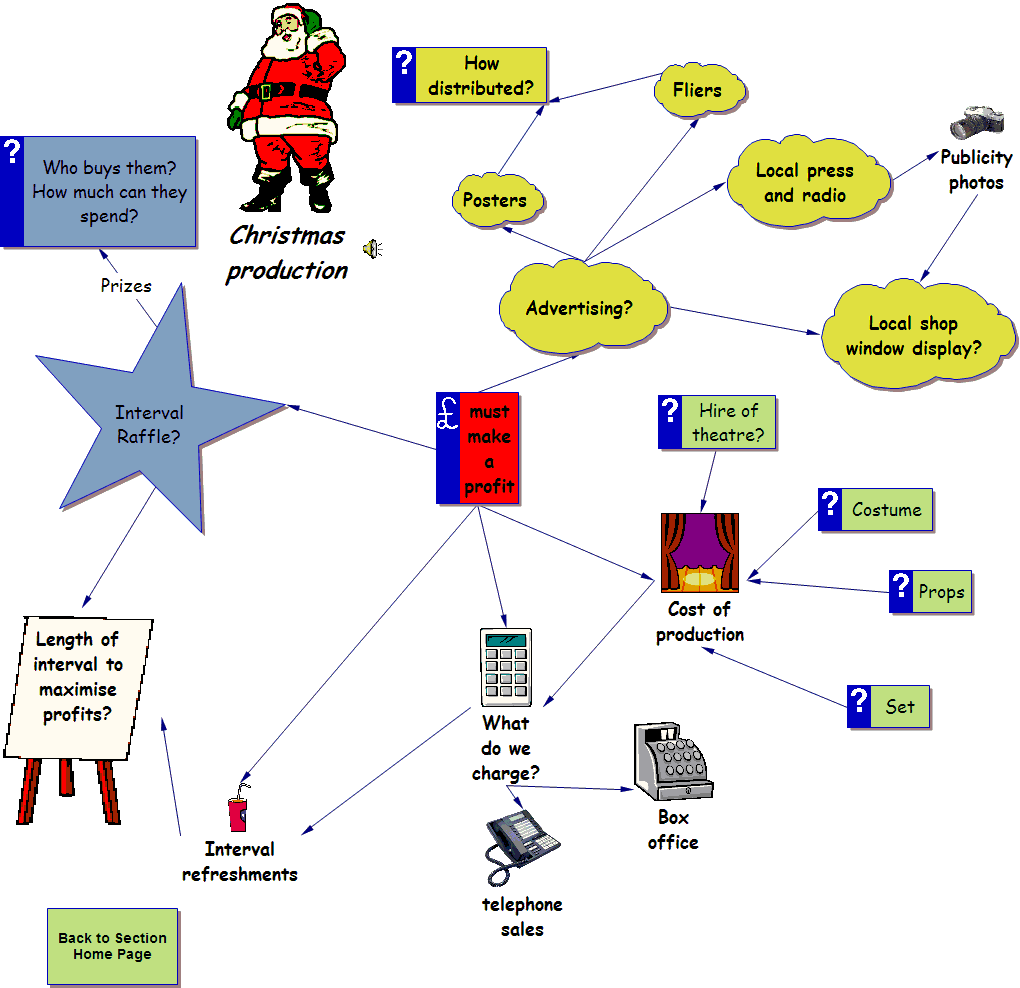 ?
How
distributed?
Fliers
?
Who buys them?
How much can they
spend?
Local press
and radio
Publicity
photos
Posters
Christmas
production
Prizes
Advertising?
Local shop
window display?
Interval
Raffle?
£
must
make
a
profit
?
Hire of
theatre?
?
Costume
?
Props
Cost of
production
Length of
interval to
maximise
profits?
?
Set
What
do we
charge?
Box
office
Interval
refreshments
telephone
sales
Back to Section
Home Page